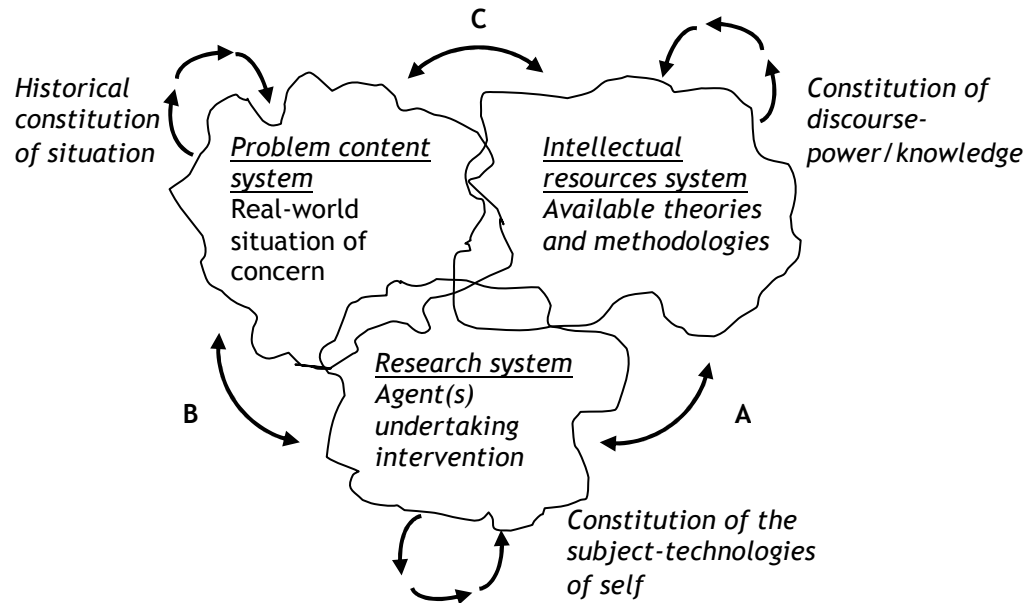 C
Historical
constitution
of situation
Problem content
system
Real-world
situation of
concern
Intellectual
resources system
Available theories
and methodologies
Constitution of
discourse-
power/knowledge
B
Research system
Agent(s)
undertaking
intervention
A
Constitution of the
subject-technologies
of self